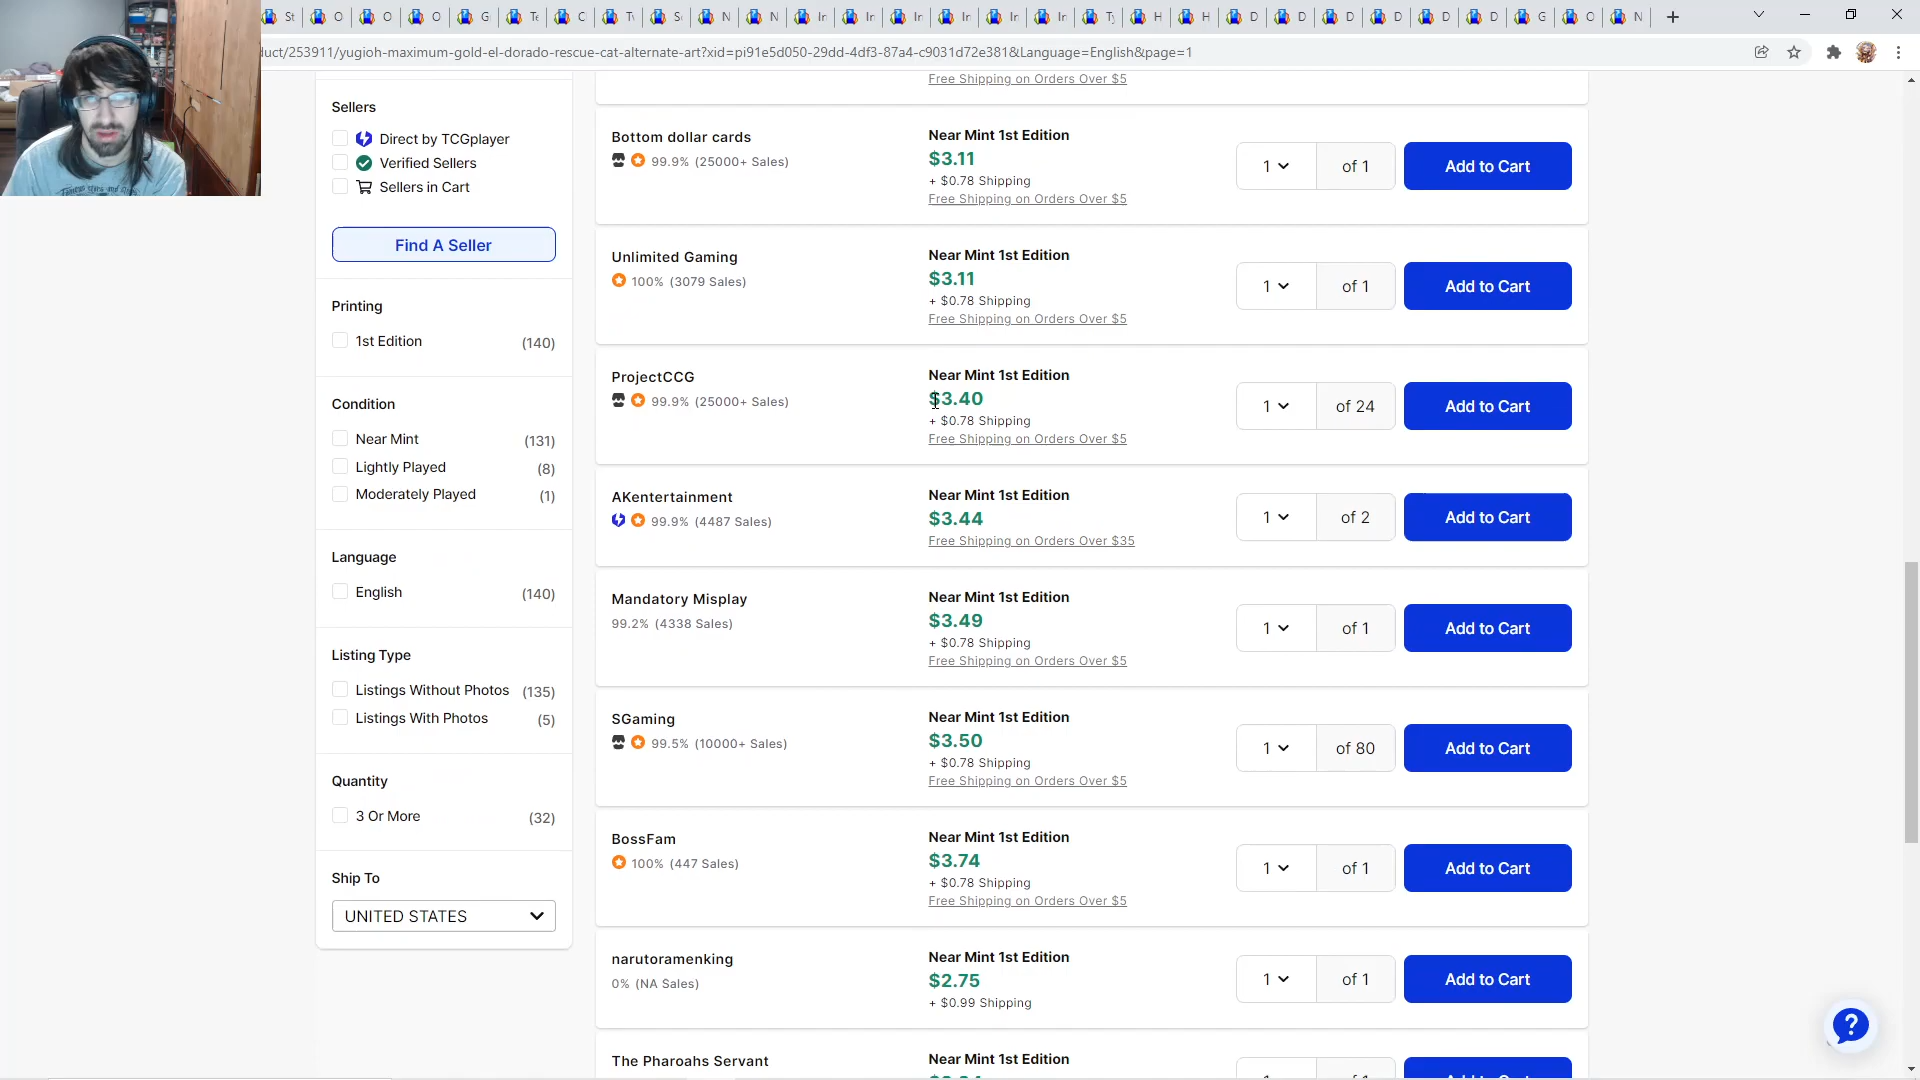 St
O
O
O
G
Te
C
Tv
Sı
N
N
In
In
In
In
In
In
Ty
H
H
D
D
D
D
D
D
G
O
N
duct/253911/yugioh-maximum-gold-el-dorado-rescue-cat-alternate-art?xid=pi91e5d050-29dd-4df3-87a4-c9031d72e381&Language=English&page=1
Sellers
Direct by TCGplayer
Verified Sellers
Sellers in Cart
Find A Seller
Printing
1st Edition (140)
Condition
Near Mint (131)
Lightly Played (8)
Moderately Played (1)
Language
English (140)
Listing Type
Listings Without Photos (135)
Listings With Photos (5)
Quantity
3 Or More (32)
Ship To
UNITED STATES
Free Shipping on Orders Over $5
Bottom dollar cards
99.9% (25000+ Sales)
Near Mint 1st Edition
$3.11
+ $0.78 Shipping
Free Shipping on Orders Over $5
1 of 1 Add to Cart
Unlimited Gaming
100% (3079 Sales)
Near Mint 1st Edition
$3.11
+ $0.78 Shipping
Free Shipping on Orders Over $5
1 of 1 Add to Cart
ProjectCCG
99.9% (25000+ Sales)
Near Mint 1st Edition
$3.40
+ $0.78 Shipping
Free Shipping on Orders Over $5
1 of 24 Add to Cart
AKentertainment
99.9% (4487 Sales)
Near Mint 1st Edition
$3.44
Free Shipping on Orders Over $35
1 of 2 Add to Cart
Mandatory Misplay
99.2% (4338 Sales)
Near Mint 1st Edition
$3.49
+ $0.78 Shipping
Free Shipping on Orders Over $5
1 of 1 Add to Cart
SGaming
99.5% (10000+ Sales)
Near Mint 1st Edition
$3.50
+ $0.78 Shipping
Free Shipping on Orders Over $5
1 of 80 Add to Cart
BossFam
100% (447 Sales)
Near Mint 1st Edition
$3.74
+ $0.78 Shipping
Free Shipping on Orders Over $5
1 of 1 Add to Cart
narutoramenking
0% (NA Sales)
Near Mint 1st Edition
$2.75
+ $0.99 Shipping
1 of 1 Add to Cart
The Pharoahs Servant
Near Mint 1st Edition
?